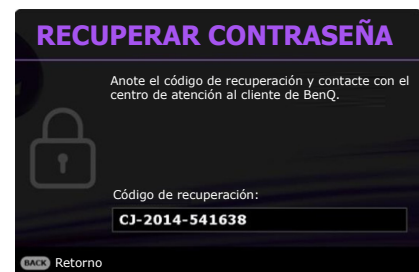 RECUPERAR CONTRASEÑA
Anote el código de recuperación y contacte con el
centro de atención al cliente de BenQ.
Código de recuperación:
CJ-2014-541638
BACK Retorno